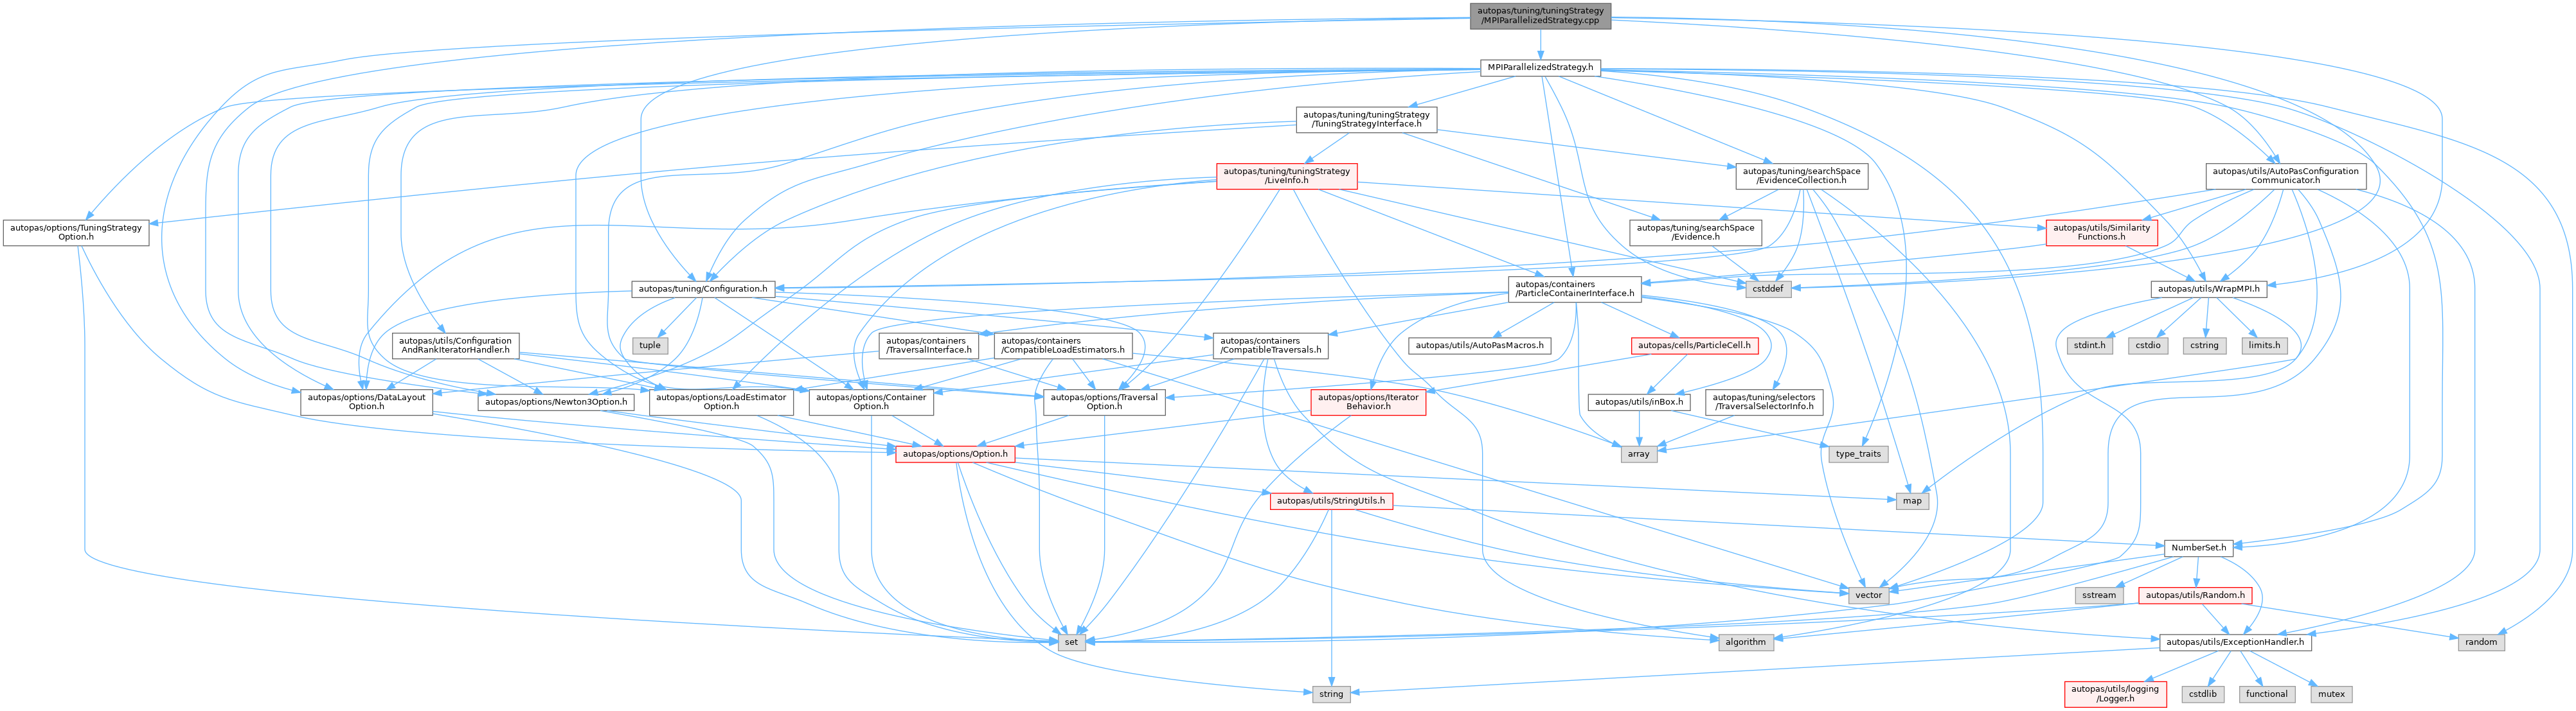 autopas/tuning/tuningStrategy
/MPIParallelizedStrategy.cpp
MPIParallelizedStrategy.h
autopas/tuning/tuningStrategy
/TuningStrategyInterface.h
autopas/tuning/tuningStrategy
/LiveInfo.h
autopas/tuning/searchSpace
/EvidenceCollection.h
autopas/utils/AutoPasConfiguration
Communicator.h
autopas/options/TuningStrategy
Option.h
autopas/tuning/searchSpace
/Evidence.h
autopas/utils/Similarity
Functions.h
autopas/tuning/Configuration.h
autopas/containers
/ParticleContainerInterface.h
cstddef
autopas/utils/WrapMPI.h
autopas/utils/Configuration
AndRankIteratorHandler.h
tuple
autopas/containers
/TraversalInterface.h
autopas/containers
/CompatibleLoadEstimators.h
autopas/containers
/CompatibleTraversals.h
autopas/utils/AutoPasMacros.h
autopas/cells/ParticleCell.h
stdint.h
cstdio
cstring
limits.h
autopas/options/DataLayout
Option.h
autopas/options/Newton3Option.h
autopas/options/LoadEstimator
Option.h
autopas/options/Container
Option.h
autopas/options/Traversal
Option.h
autopas/options/Iterator
Behavior.h
autopas/utils/inBox.h
autopas/tuning/selectors
/TraversalSelectorInfo.h
autopas/options/Option.h
array
type_traits
autopas/utils/StringUtils.h
map
NumberSet.h
vector
sstream
autopas/utils/Random.h
set
algorithm
autopas/utils/ExceptionHandler.h
random
string
autopas/utils/logging
/Logger.h
cstdlib
functional
mutex